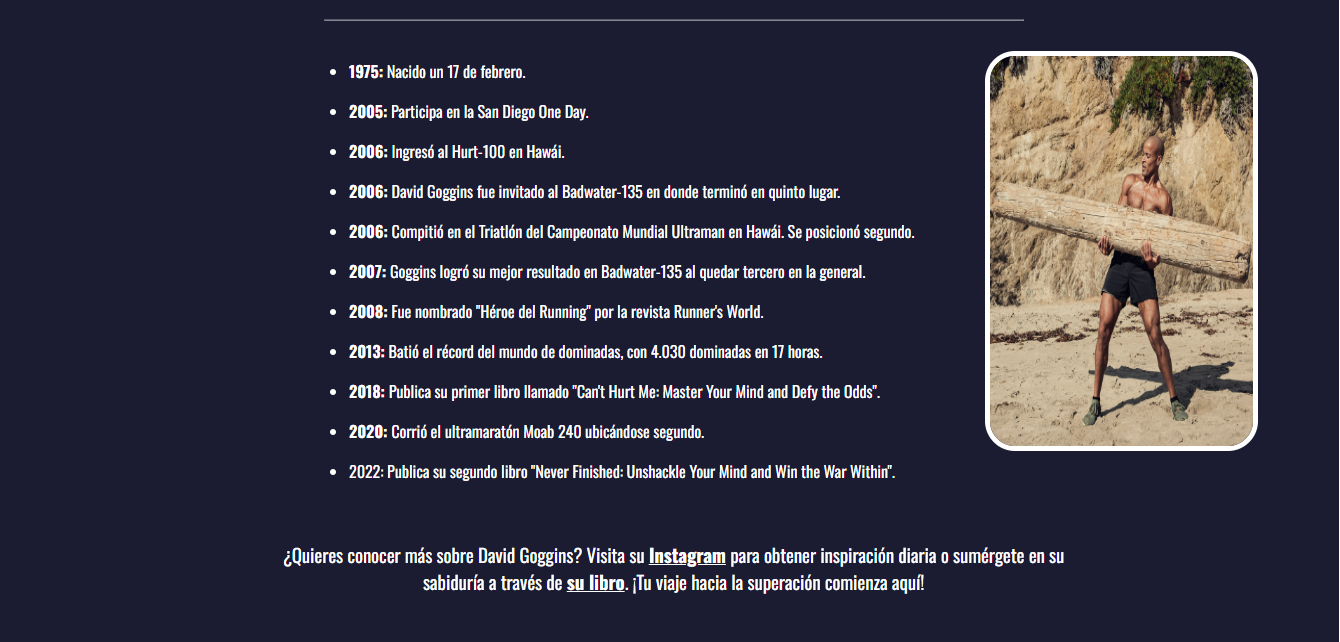 1975: Nacido un 17 de febrero.
2005: Participa en la San Diego One Day.
2006: Ingresó al Hurt-100 en Hawái.
2006: David Goggins fue invitado al Badwater-135 en donde terminó en quinto lugar.
2006: Compitió en el Triatlón del Campeonato Mundial Ultraman en Hawái. Se posicionó segundo.
2007: Goggins logró su mejor resultado en Badwater-135 al quedar tercero en la general.
2008: Fue nombrado "Héroe del Running" por la revista Runner's World.
2013: Batió el récord del mundo de dominadas, con 4.030 dominadas en 17 horas.
2018: Publica su primer libro llamado "Can't Hurt Me: Master Your Mind and Defy the Odds".
2020: Corrió el ultramaratón Moab 240 ubicándose segundo.
2022: Publica su segundo libro "Never Finished: Unshackle Your Mind and Win the War Within".
¿Quieres conocer más sobre David Goggins? Visita su Instagram para obtener inspiración diaria o sumérgete en su
sabiduría a través de su libro. ¡Tu viaje hacia la superación comienza aquí!